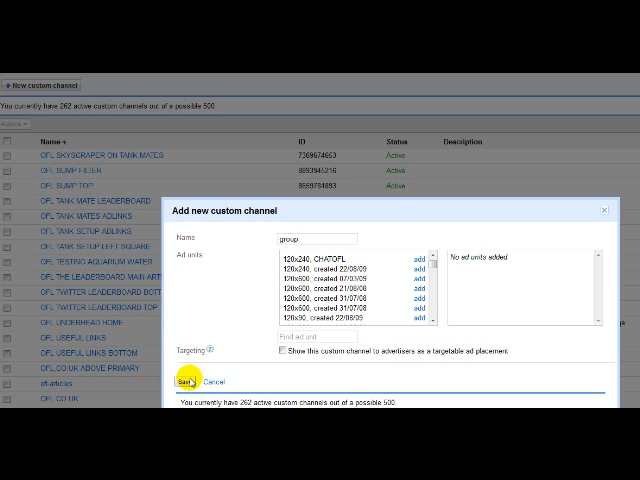 + New custom channel
You currently have 262 active custom channels out of a possible 500.
Actions
Name ID Status Description
OFL SKYSCRAPER ON TANK MATES 7369674653 Active
OFL SUMP FILTER 8893945216 Active
OFL SUMP TOP 8659784893 Active
OFL TANK MATE LEADERBOARD
OFL TANK MATES ADLINKS
OFL TANK SETUP ADLINKS
OFL TANK SETUP LEFT SQUARE
OFL TESTING AQUARIUM WATER
OFL THE LEADERBOARD MAIN ART
OFL TWITTER LEADERBOARD BOTT
OFL TWITTER LEADERBOARD TOP
OFL UNDERHEAD HOME
OFL USEFUL LINKS
OFL USEFUL LINKS BOTTOM
OFL.CO.UK ABOVE PRIMARY
ofl-articles
OFL.CO.UK
Add new custom channel
Name group
Ad units
120x240, CHATOFL add
120x240, created 22/08/09 add
120x600, created 07/03/09 add
120x600, created 21/08/08 add
120x600, created 31/07/08 add
120x600, created 31/07/08 add
120x90, created 22/08/09 add
No ad units added
Find ad unit
Targeting Show this custom channel to advertisers as a targetable ad placement
Save Cancel
You currently have 262 active custom channels out of a possible 500.